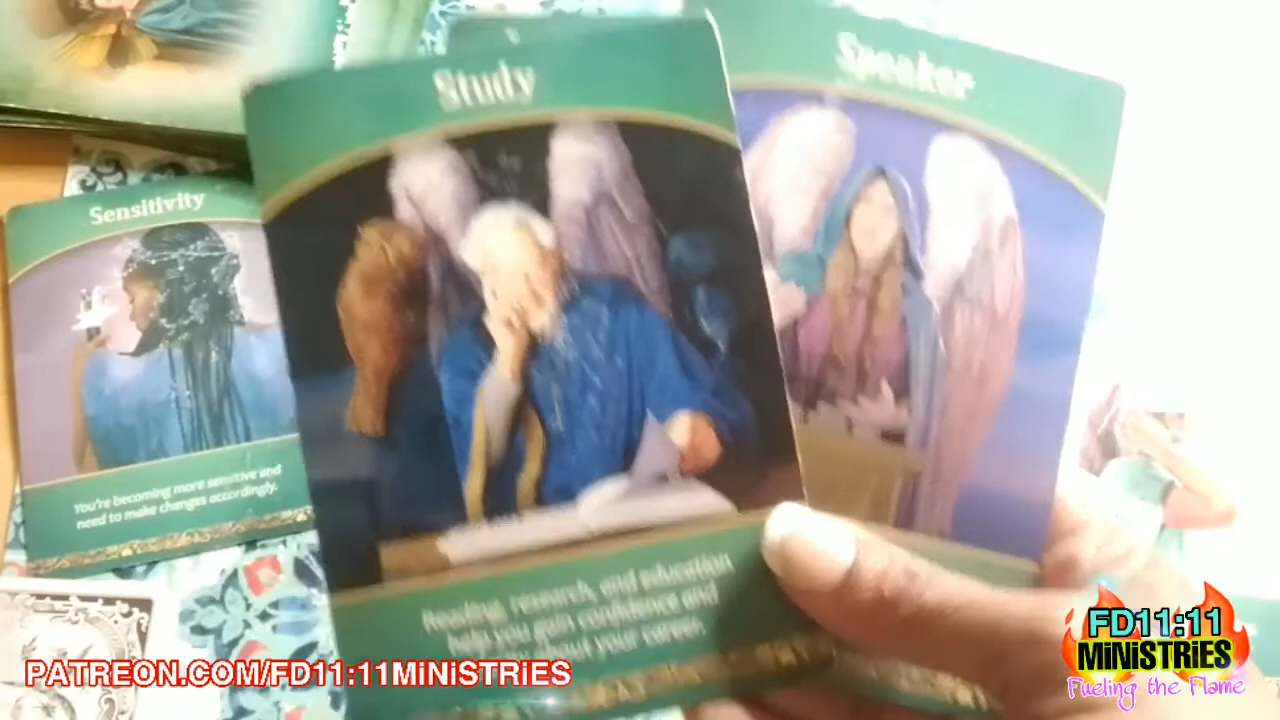 Study
Speaker
Sensitivity
You're becoming more sensitive and
need to make changes accordingly.
Reading, research, and education
help you gain confidence and
about your career.
PATREON.COM/FD11:11MiNiSTRiES
FD11:11
MiNiSTRiES
Fueling the Flame